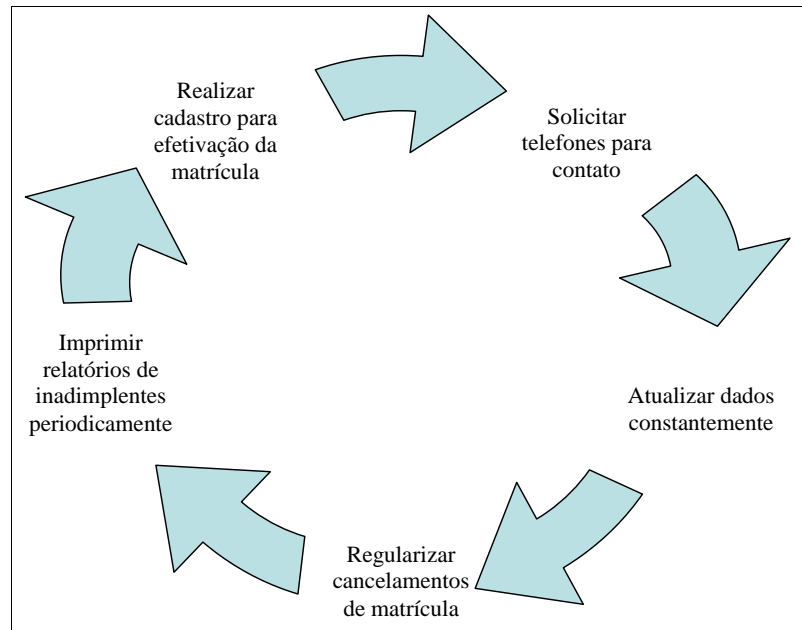 Realizar
cadastro para
efetivação da
matrícula
Solicitar
telefones para
contato
Atualizar dados
constantemente
Regularizar
cancelamentos
de matrícula
Imprimir
relatórios de
inadimplentes
periodicamente